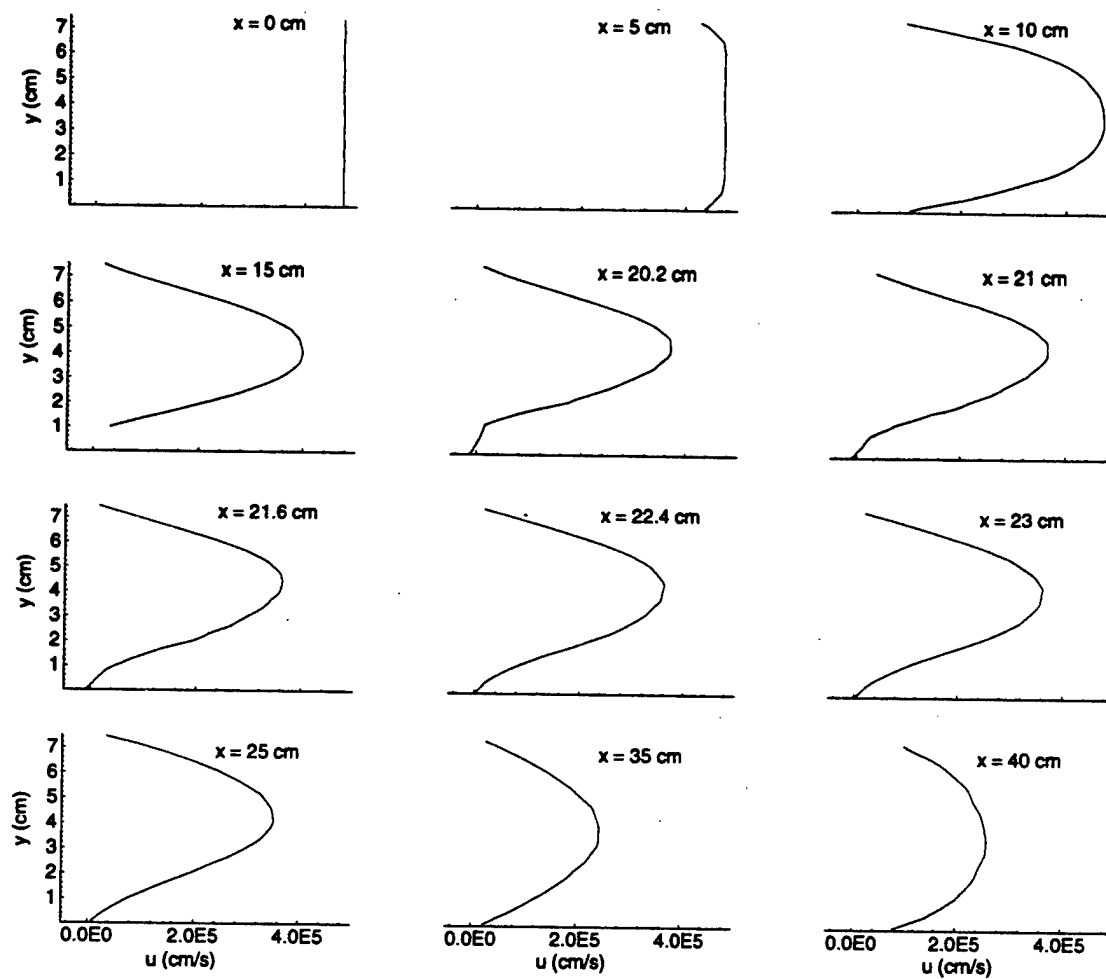 x = 0 cm
x = 5 cm
x = 10 cm
7
6
5
4
3
2
1
y (cm)
x = 15 cm
x = 20.2 cm
x = 21 cm
7
6
5
4
3
2
1
y (cm)
x = 21.6 cm
x = 22.4 cm
x = 23 cm
7
6
5
4
3
2
1
y (cm)
x = 25 cm
x = 35 cm
x = 40 cm
7
6
5
4
3
2
1
y (cm)
0.0E0 2.0E5 4.0E5
0.0E0 2.0E5 4.0E5
0.0E0 2.0E5 4.0E5
u (cm/s)
u (cm/s)
u (cm/s)